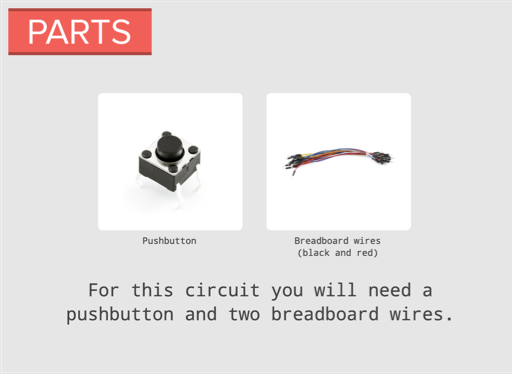 PARTS
Pushbutton
Breadboard wires
(black and red)
For this circuit you will need a
pushbutton and two breadboard wires.